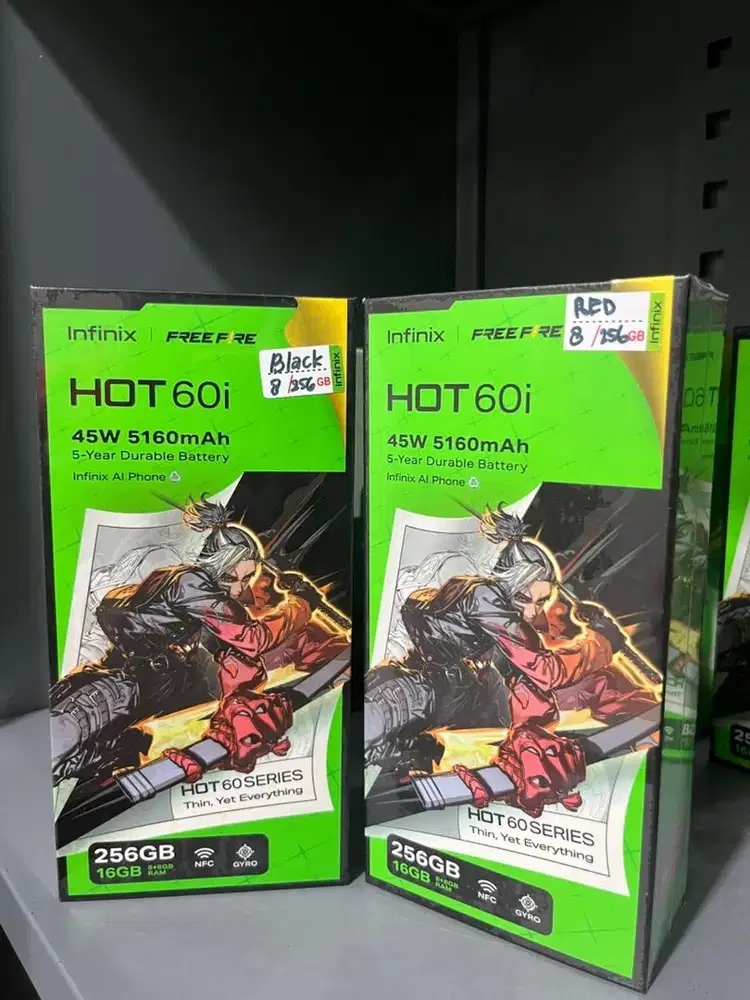 Infinix | FREE FIRE
Black
8/256GB
Infinix
HOT 60i
45W 5160mAh
5-Year Durable Battery
Infinix AI Phone
HOT 60 SERIES
Thin, Yet Everything
256GB
16GB 8+8GB RAM
NFC
GYRO
Infinix | FREE FIRE
RED
8/256GB
Infinix
HOT 60i
45W 5160mAh
5-Year Durable Battery
Infinix AI Phone
HOT 60 SERIES
Thin, Yet Everything
256GB
16GB 8+8GB RAM
NFC
GYRO